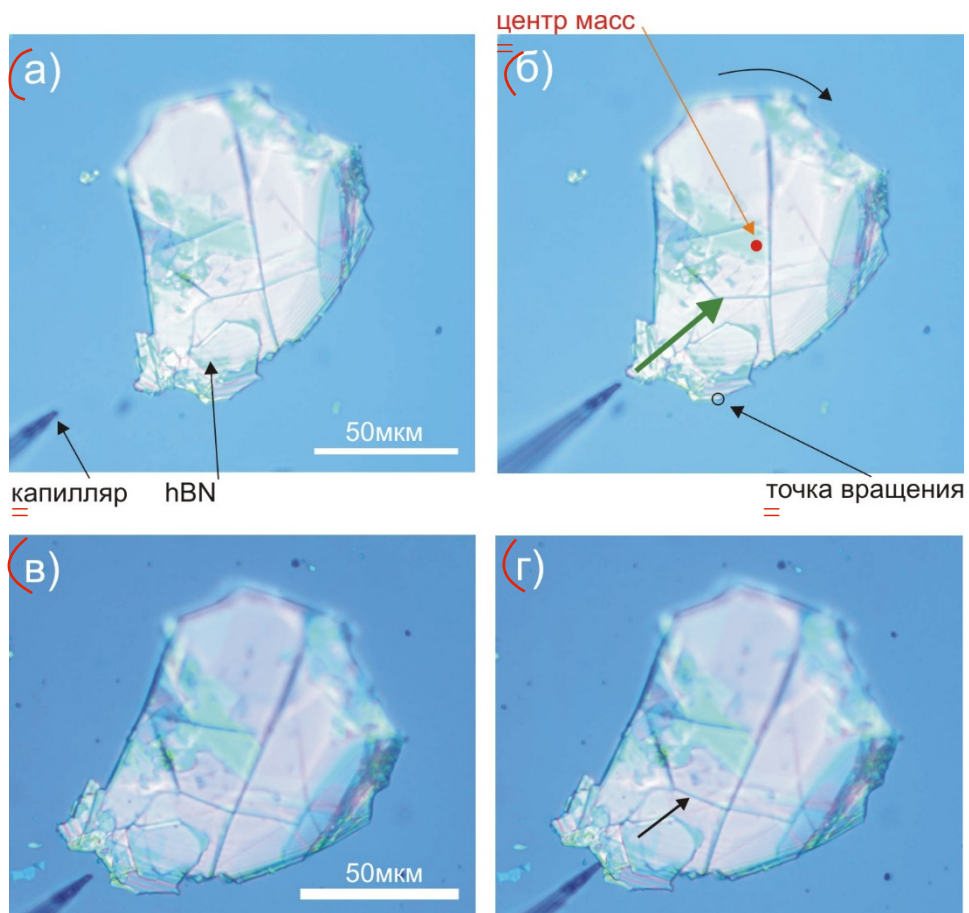 центр масс
(а)
(б)
50мкм
капилляр
hBN
точка вращения
(в)
(г)
50мкм